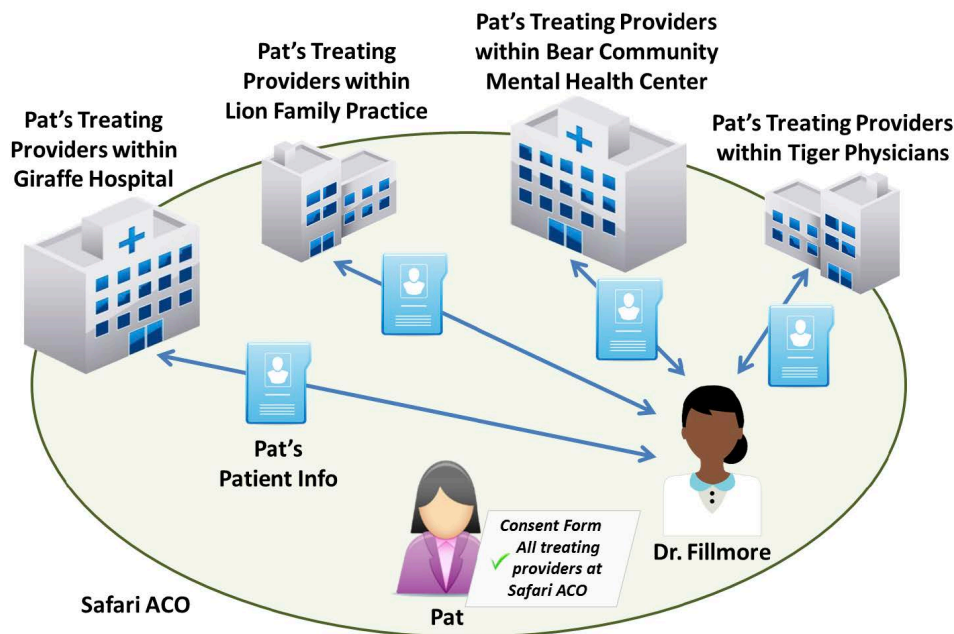 Pat's Treating
Providers within
Giraffe Hospital
Pat's Treating
Providers within
Lion Family Practice
Pat's Treating Providers
within Bear Community
Mental Health Center
Pat's Treating Providers
within Tiger Physicians
Pat's
Patient Info
Consent Form
All treating
providers at
Safari ACO
Dr. Fillmore
Safari ACO
Pat